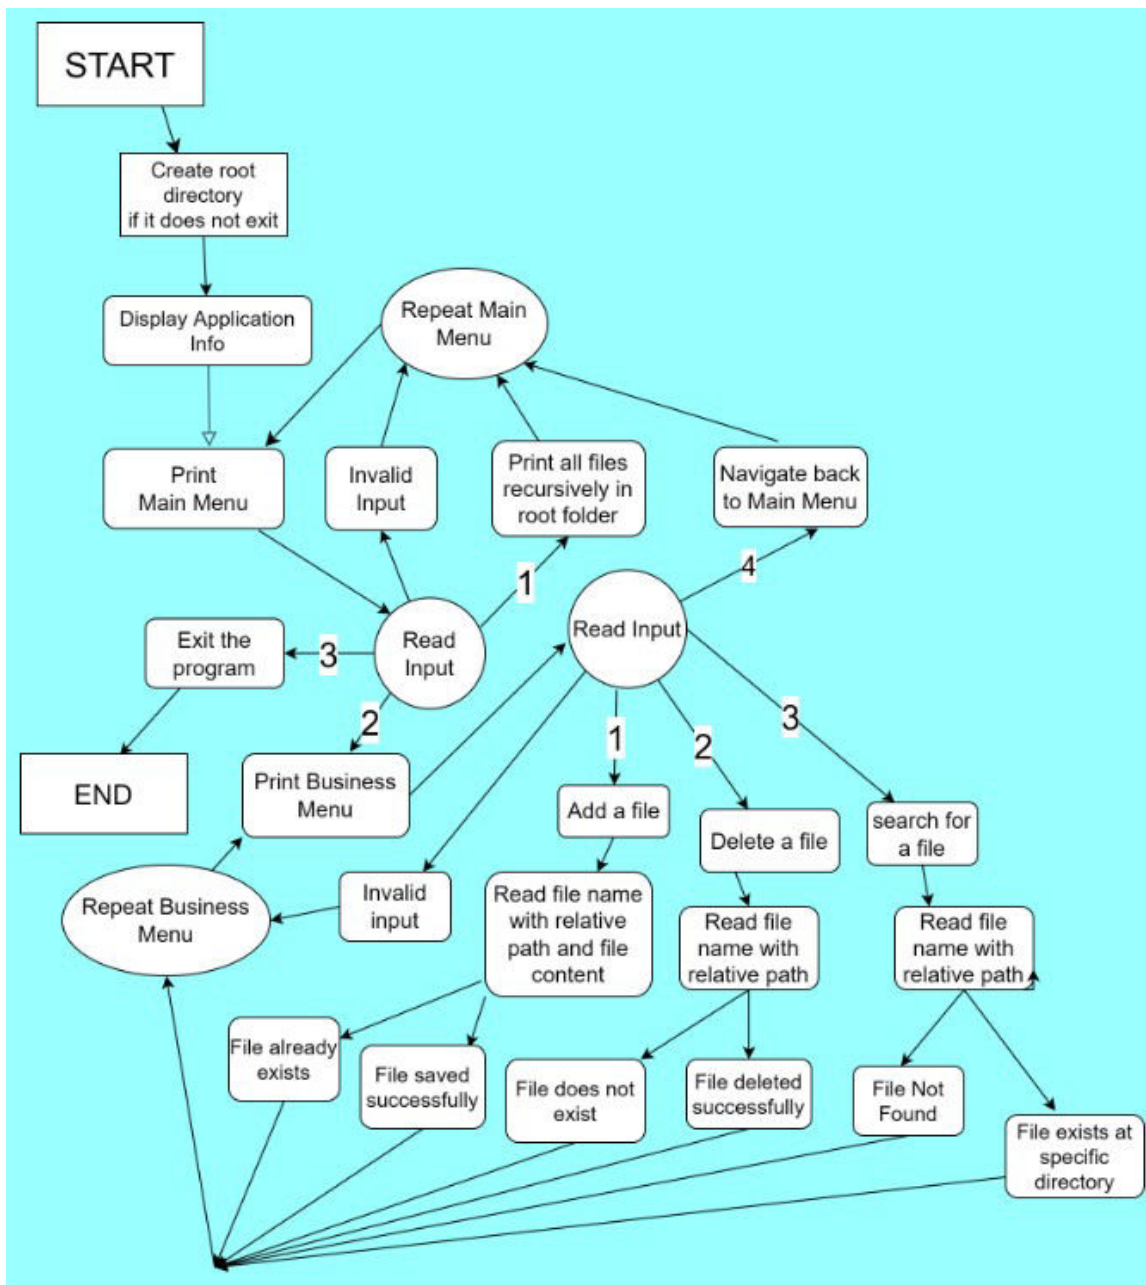 START
Create root
directory
if it does not exit
Display Application
Info
Repeat Main
Menu
Print
Main Menu
Invalid
Input
Print all files
recursively in
root folder
Navigate back
to Main Menu
1
4
Exit the
program
3
Read
Input
Read Input
2
1
2
3
END
Print Business
Menu
Add a file
Delete a file
search for
a file
Repeat Business
Menu
Invalid
input
Read file name
with relative
path and file
content
Read file
name with
relative path
Read file
name with
relative path
File already
exists
File saved
successfully
File does not
exist
File deleted
successfully
File Not
Found
File exists at
specific
directory